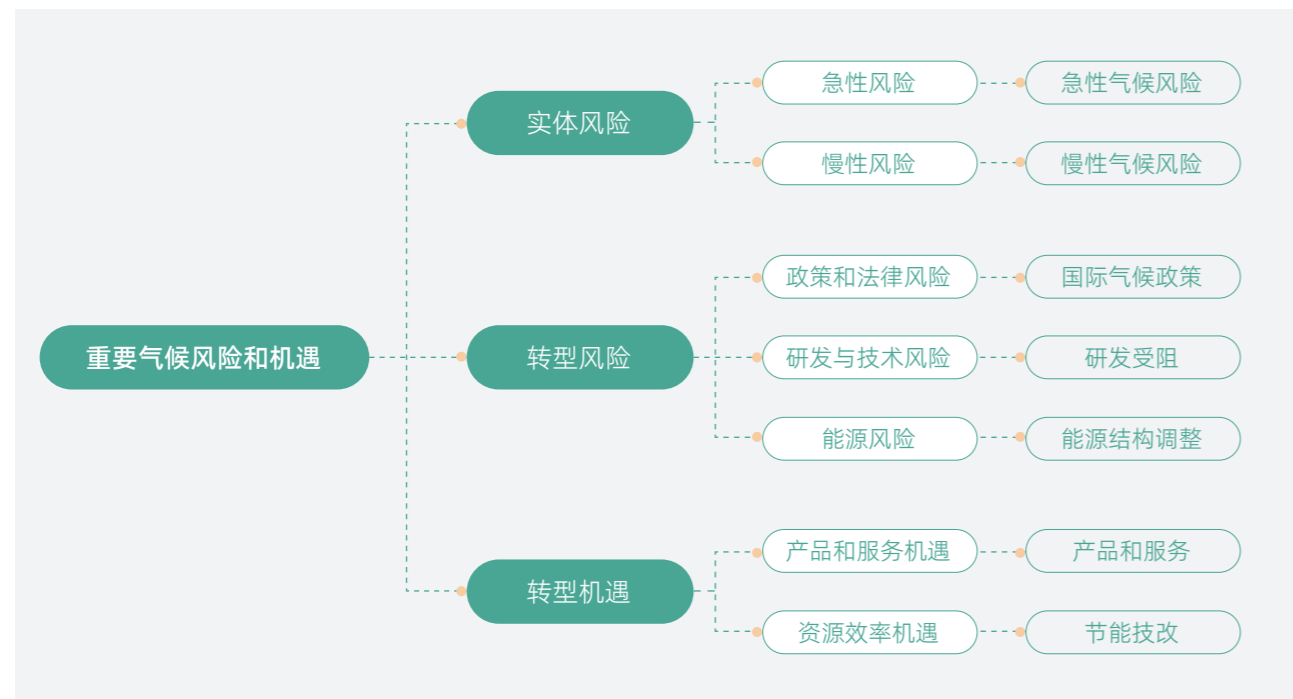 重要气候风险和机遇
实体风险
急性风险
急性气候风险
慢性风险
慢性气候风险
转型风险
政策和法律风险
国际气候政策
研发与技术风险
研发受阻
能源风险
能源结构调整
转型机遇
产品和服务机遇
产品和服务
资源效率机遇
节能技改